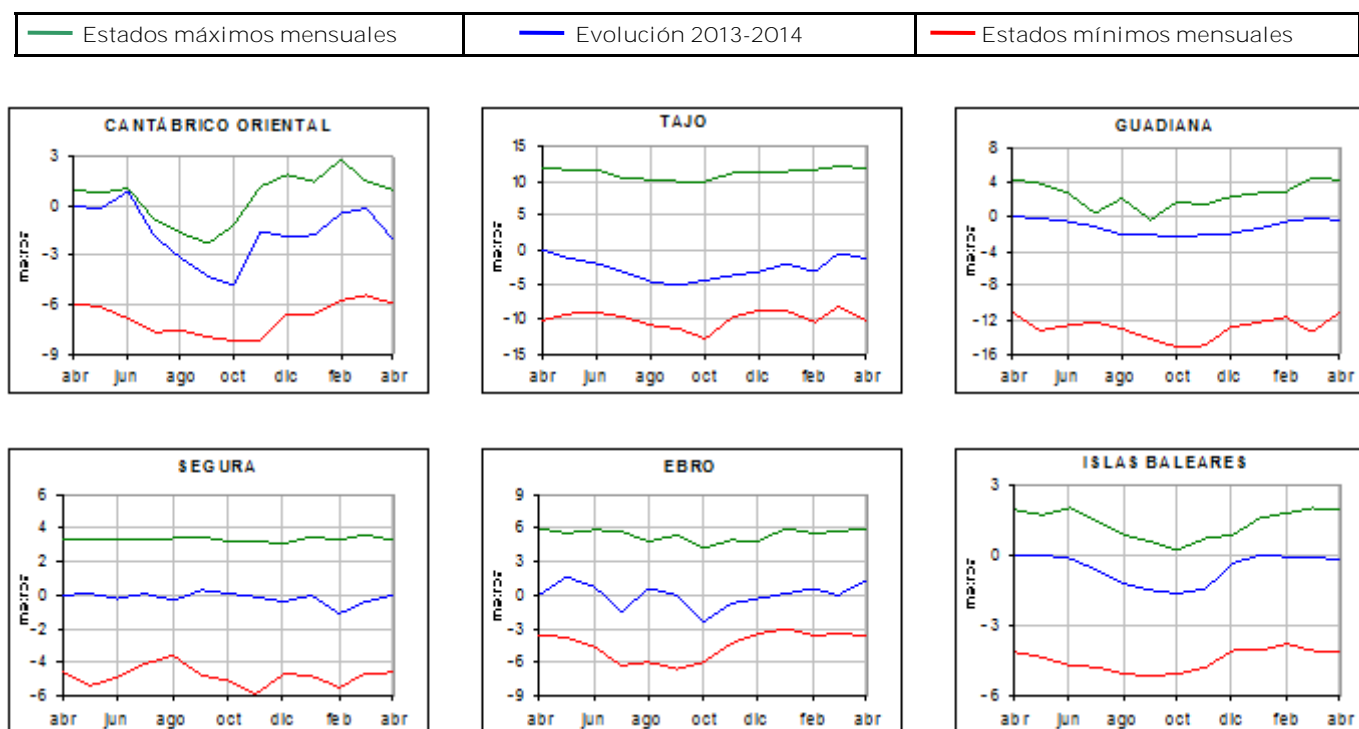 Estados máximos mensuales
Evolución 2013-2014
Estados mínimos mensuales
CANTÁBRICO ORIENTAL
metros
3
0
-3
-6
-9
abr jun ago oct dic feb abr
TAJO
metros
15
10
5
0
-5
-10
-15
abr jun ago oct dic feb abr
GUADIANA
metros
8
4
0
-4
-8
-12
-16
abr jun ago oct dic feb abr
SEGURA
metros
6
4
2
0
-2
-4
-6
abr jun ago oct dic feb abr
EBRO
metros
9
6
3
0
-3
-6
-9
abr jun ago oct dic feb abr
ISLAS BALEARES
metros
3
0
-3
-6
abr jun ago oct dic feb abr